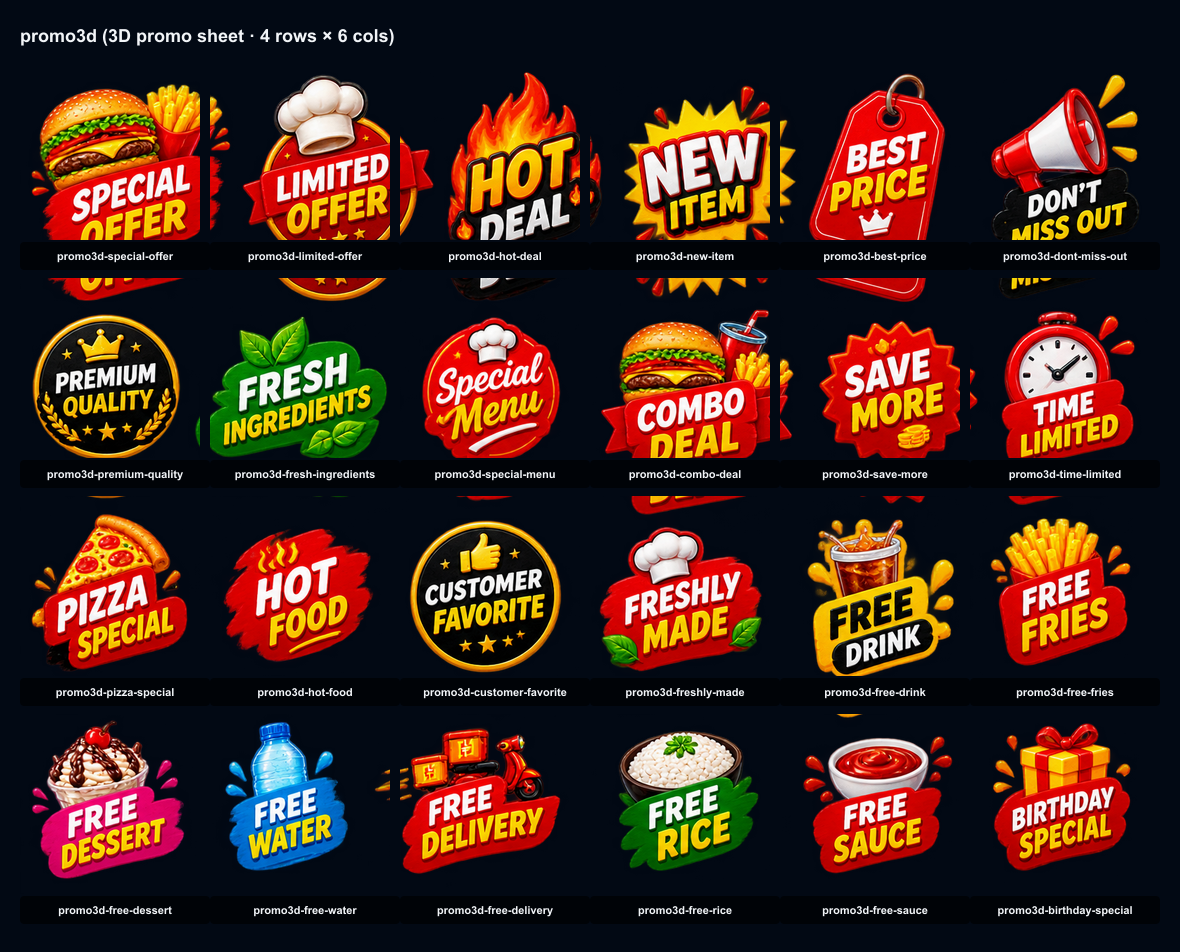 promo3d (3D promo sheet · 4 rows × 6 cols)
SPECIAL
OFFER
LIMITED
OFFER
HOT
DEAL
NEW
ITEM
BEST
PRICE
DON'T
MISS OUT
promo3d-special-offer
promo3d-limited-offer
promo3d-hot-deal
promo3d-new-item
promo3d-best-price
promo3d-dont-miss-out
PREMIUM
QUALITY
FRESH
INGREDIENTS
Special
Menu
COMBO
DEAL
SAVE
MORE
TIME
LIMITED
promo3d-premium-quality
promo3d-fresh-ingredients
promo3d-special-menu
promo3d-combo-deal
promo3d-save-more
promo3d-time-limited
PIZZA
SPECIAL
HOT
FOOD
CUSTOMER
FAVORITE
FRESHLY
MADE
FREE
DRINK
FREE
FRIES
promo3d-pizza-special
promo3d-hot-food
promo3d-customer-favorite
promo3d-freshly-made
promo3d-free-drink
promo3d-free-fries
FREE
DESSERT
FREE
WATER
FREE
DELIVERY
FREE
RICE
FREE
SAUCE
BIRTHDAY
SPECIAL
promo3d-free-dessert
promo3d-free-water
promo3d-free-delivery
promo3d-free-rice
promo3d-free-sauce
promo3d-birthday-special